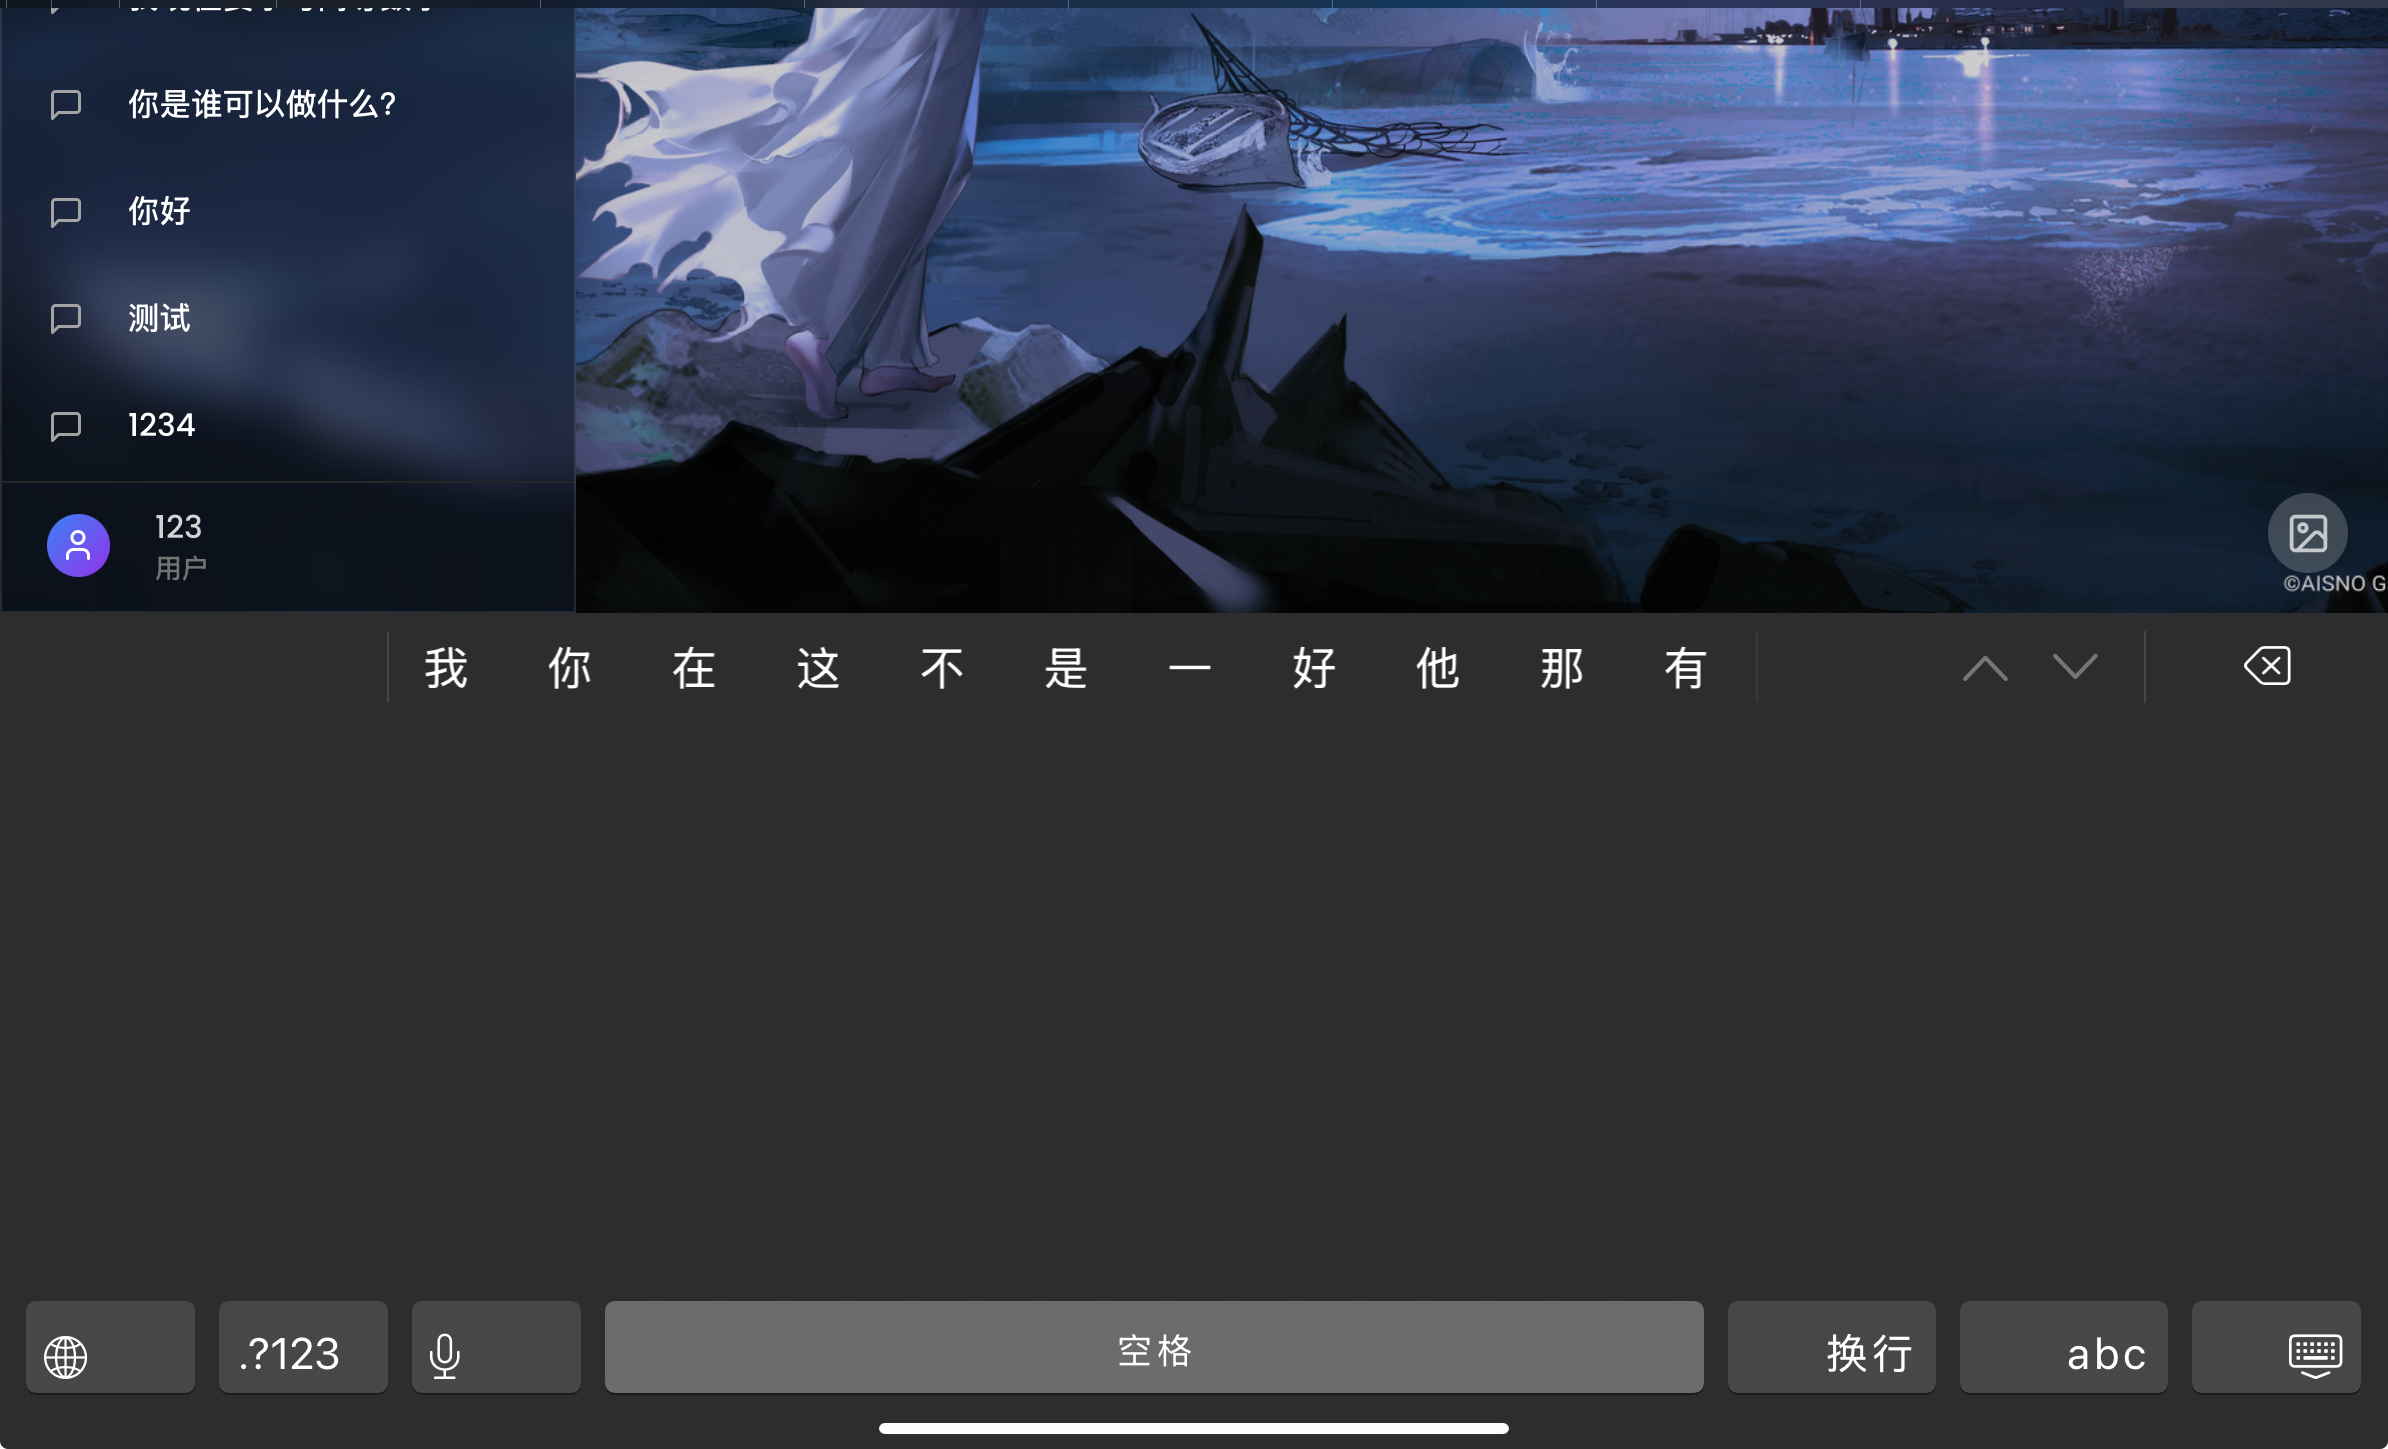 你是谁可以做什么?
你好
测试
1234
123
用户
©AISNO G
我 你 在 这 不 是 一 好 他 那 有
.?123
空格
换行
abc